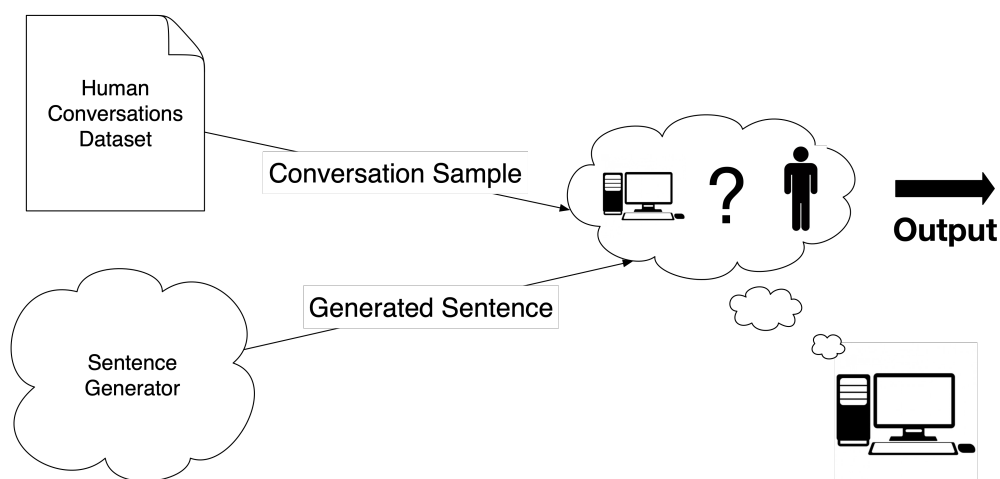 Human
Conversations
Dataset
Conversation Sample
?
Output
Generated Sentence
Sentence
Generator